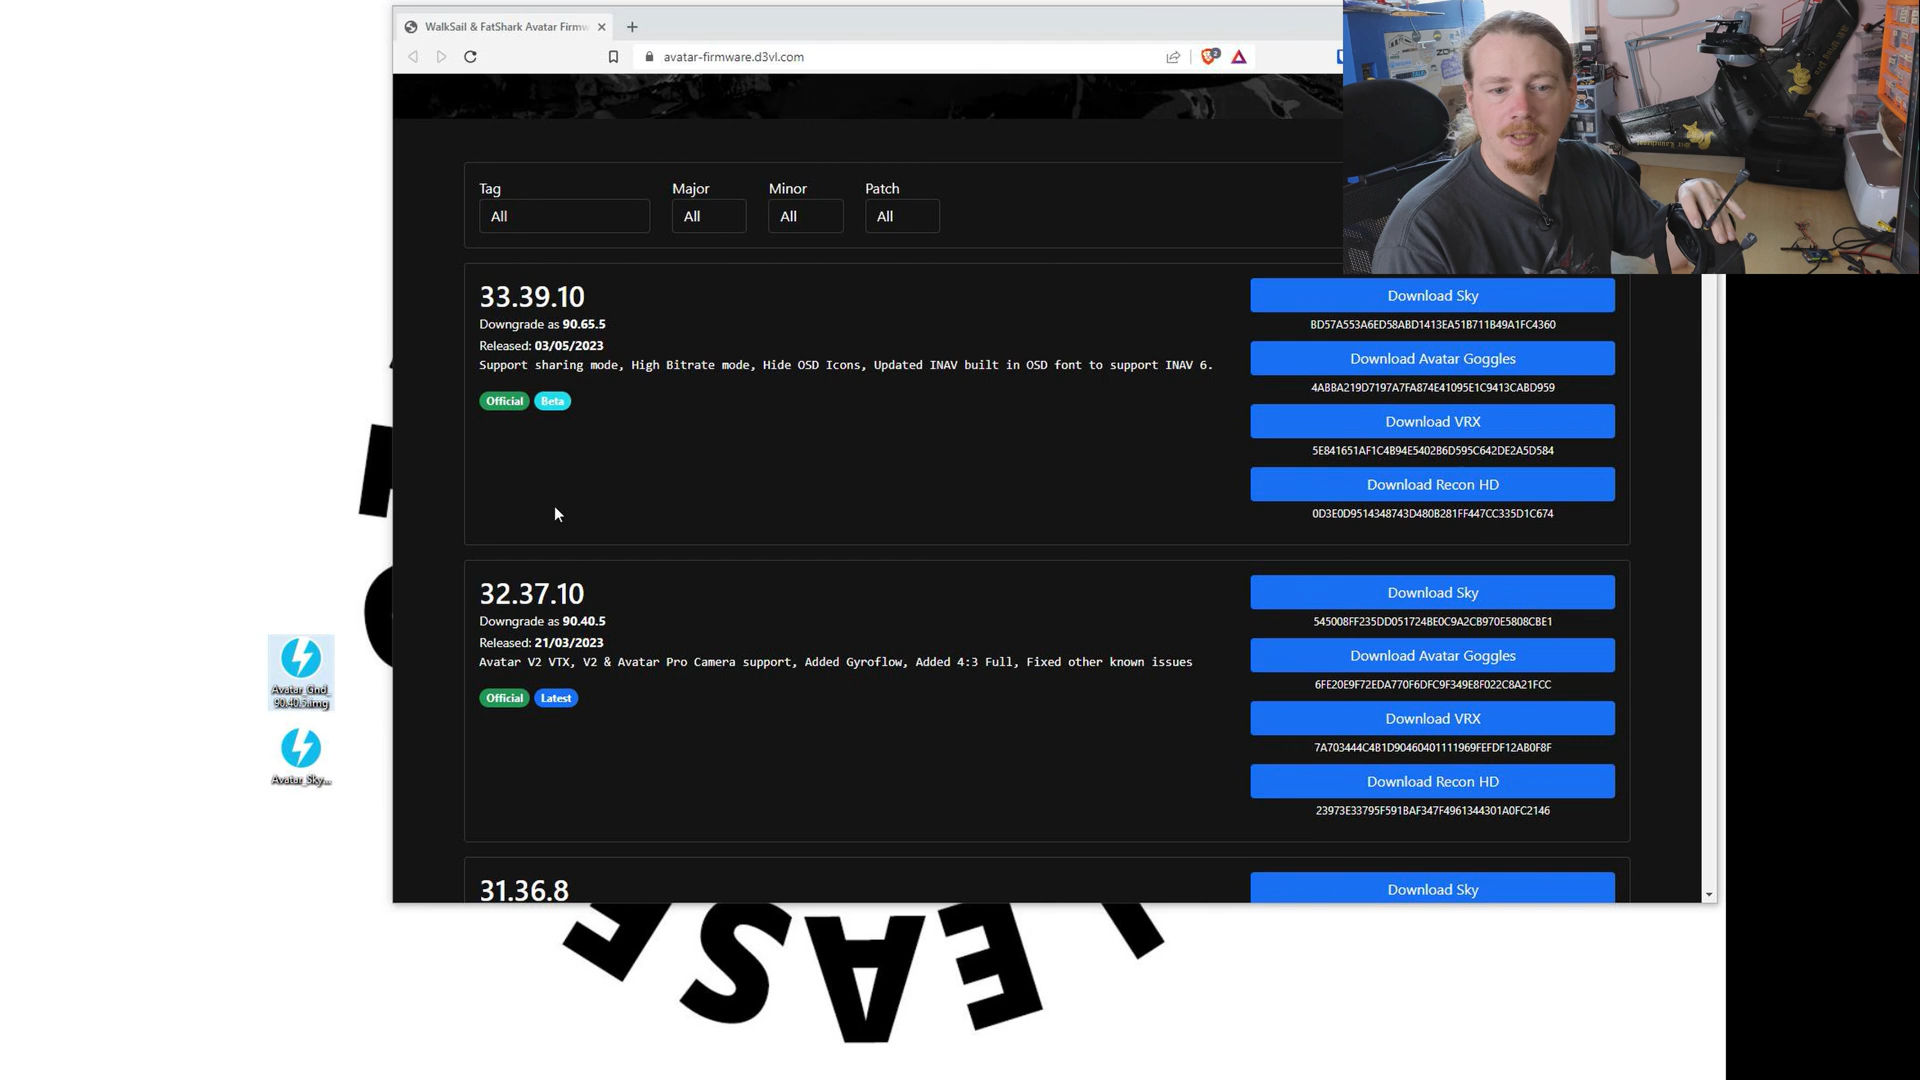 WalkSail & FatShark Avatar Firmw
avatar-firmware.d3vl.com
Tag
Major
Minor
Patch
All
All
All
All
33.39.10
Downgrade as 90.65.5
Released: 03/05/2023
Support sharing mode, High Bitrate mode, Hide OSD Icons, Updated INAV built in OSD font to support INAV 6.
Official
Beta
Download Sky
BD57A553A6ED58ABD1413EA51B711B49A1FC4360
Download Avatar Goggles
4ABBA219D7197A7FA874E41095E1C9413CABD959
Download VRX
5E841651AF1C4B94E5402B6D595C642DE2A5D584
Download Recon HD
0D3E0D9514348743D480B281FF447CC335D1C674
32.37.10
Downgrade as 90.40.5
Released: 21/03/2023
Avatar V2 VTX, V2 & Avatar Pro Camera support, Added Gyroflow, Added 4:3 Full, Fixed other known issues
Official
Latest
Download Sky
545008FF235DD051724BE0C9A2CB970E5808CBE1
Download Avatar Goggles
6FE20E9F72EDA770F6DFC9F349E8F022C8A21FCC
Download VRX
7A703444C4B1D90460401111969FEFDF12AB0F8F
Download Recon HD
23973E33795F591BAF347F4961344301A0FC2146
31.36.8
Download Sky
Avatar_Gnd_
90.40.5.img
Avatar_Sky...
EASE